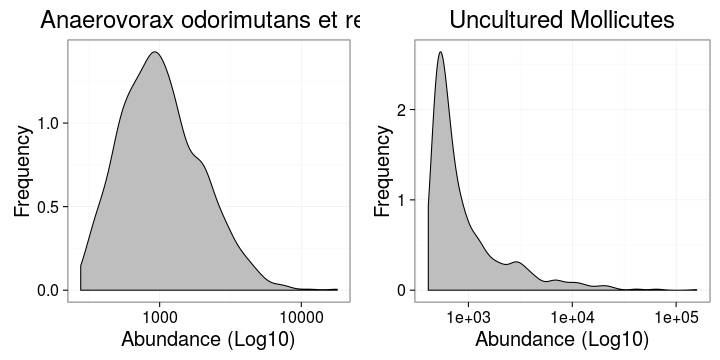 Anaerovorax odorimutans et re
Frequency
1.0
0.5
0.0
1000
10000
Abundance (Log10)
Uncultured Mollicutes
Frequency
2
1
0
1e+03
1e+04
1e+05
Abundance (Log10)